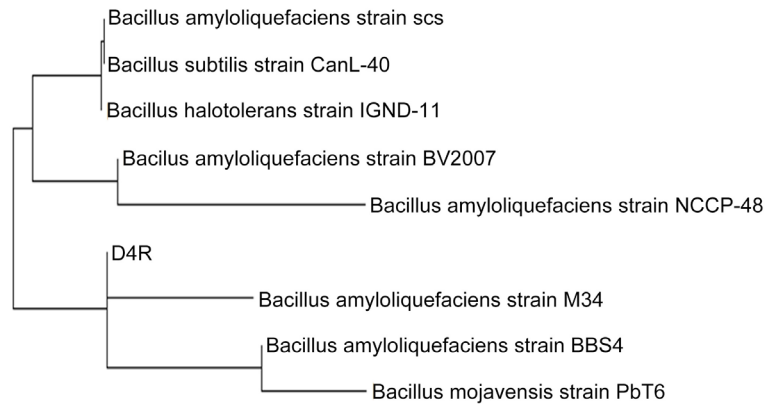 Bacillus amyloliquefaciens strain scs
Bacillus subtilis strain CanL-40
Bacillus halotolerans strain IGND-11
Bacilus amyloliquefaciens strain BV2007
Bacillus amyloliquefaciens strain NCCP-48
D4R
Bacillus amyloliquefaciens strain M34
Bacillus amyloliquefaciens strain BBS4
Bacillus mojavensis strain PbT6